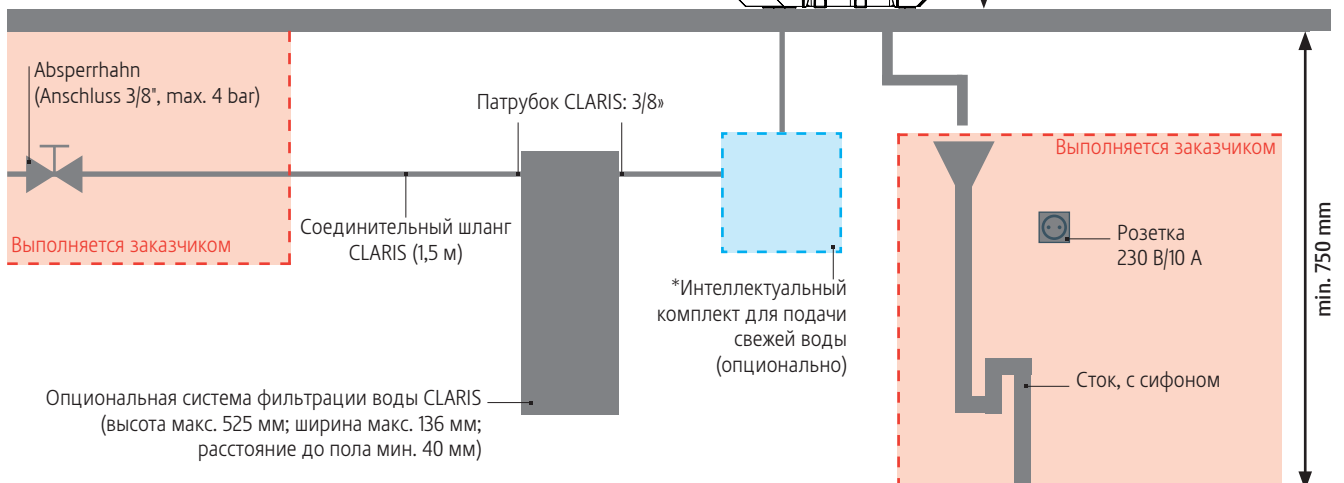 Absperrhahn
(Anschluss 3/8", max. 4 bar)
Патрубок CLARIS: 3/8»
Выполняется заказчиком
Соединительный шланг
CLARIS (1,5 м)
Выполняется заказчиком
Розетка
230 В/10 А
*Интеллектуальный
комплект для подачи
свежей воды
(опционально)
min. 750 mm
Сток, с сифоном
Опциональная система фильтрации воды CLARIS
(высота макс. 525 мм; ширина макс. 136 мм;
расстояние до пола мин. 40 мм)